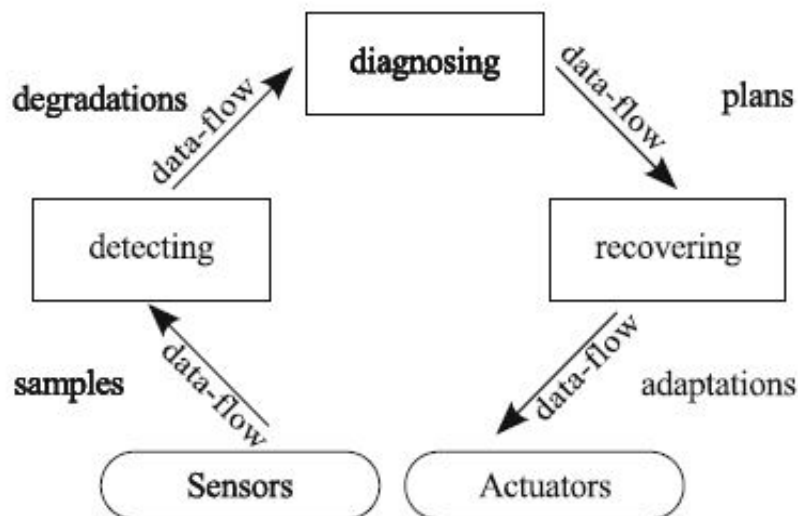 diagnosing
degradations
data-flow
data-flow
plans
detecting
recovering
samples
data-flow
data-flow
adaptations
Sensors
Actuators